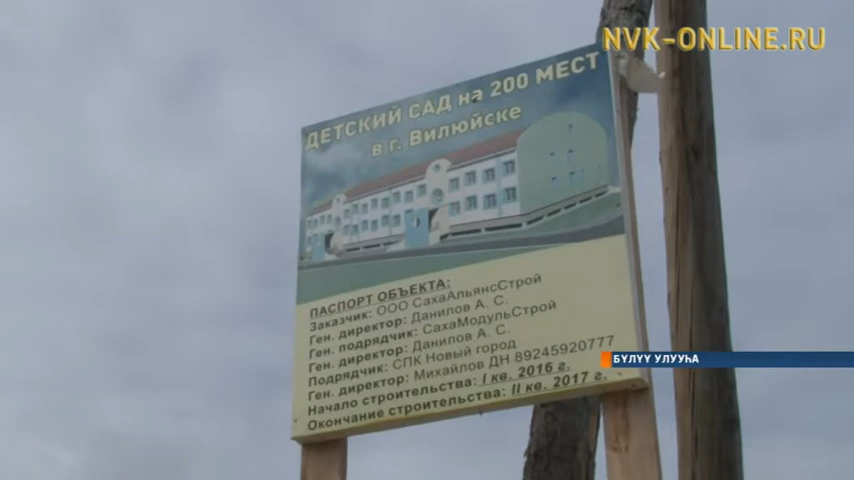 NVK-ONLINE.RU
ДЕТСКИЙ САД на 200 МЕСТ
в г. Вилюйске
ПАСПОРТ ОБЪЕКТА:
Заказчик: ООО СахаАльянсСтрой
Ген. директор: Данилов А. С.
Ген. подрядчик: СахаМодульСтрой
Ген. директор: Данилов А. С.
Подрядчик: СПК Новый город
Ген. директор: Михайлов ДН 89245920777
Начало строительства: I кв. 2016 г.
Окончание строительства: II кв. 2017 г.
БҮЛҮҮ УЛУУҺА